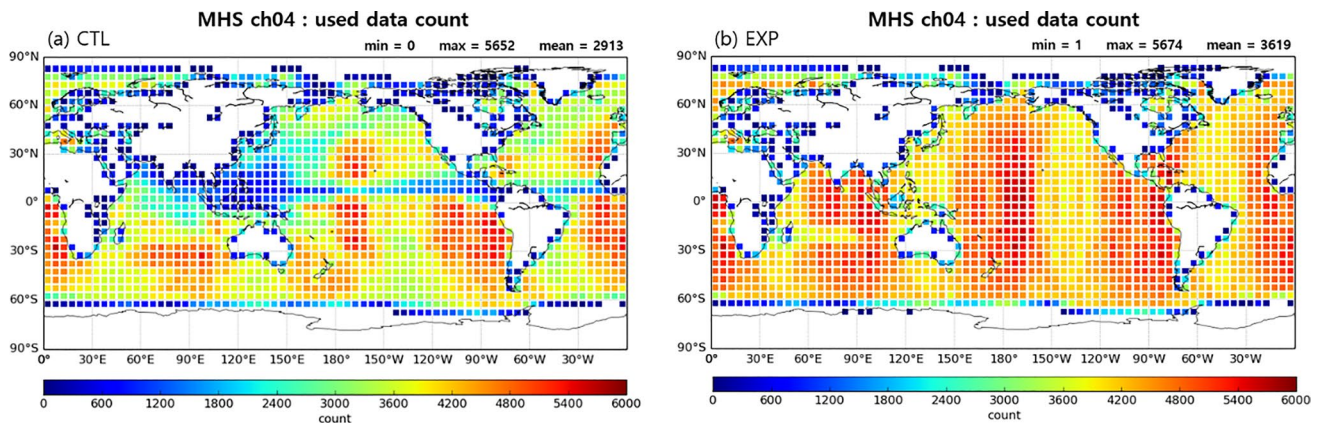 MHS ch04 : used data count
(a) CTL
min = 0 max = 5652 mean = 2913
90°N
60°N
30°N
0°
30°S
60°S
90°S
0° 30°E 60°E 90°E 120°E 150°E 180° 150°W 120°W 90°W 60°W 30°W
0 600 1200 1800 2400 3000 3600 4200 4800 5400 6000
count
MHS ch04 : used data count
(b) EXP
min = 1 max = 5674 mean = 3619
90°N
60°N
30°N
0°
30°S
60°S
90°S
0° 30°E 60°E 90°E 120°E 150°E 180° 150°W 120°W 90°W 60°W 30°W
0 600 1200 1800 2400 3000 3600 4200 4800 5400 6000
count